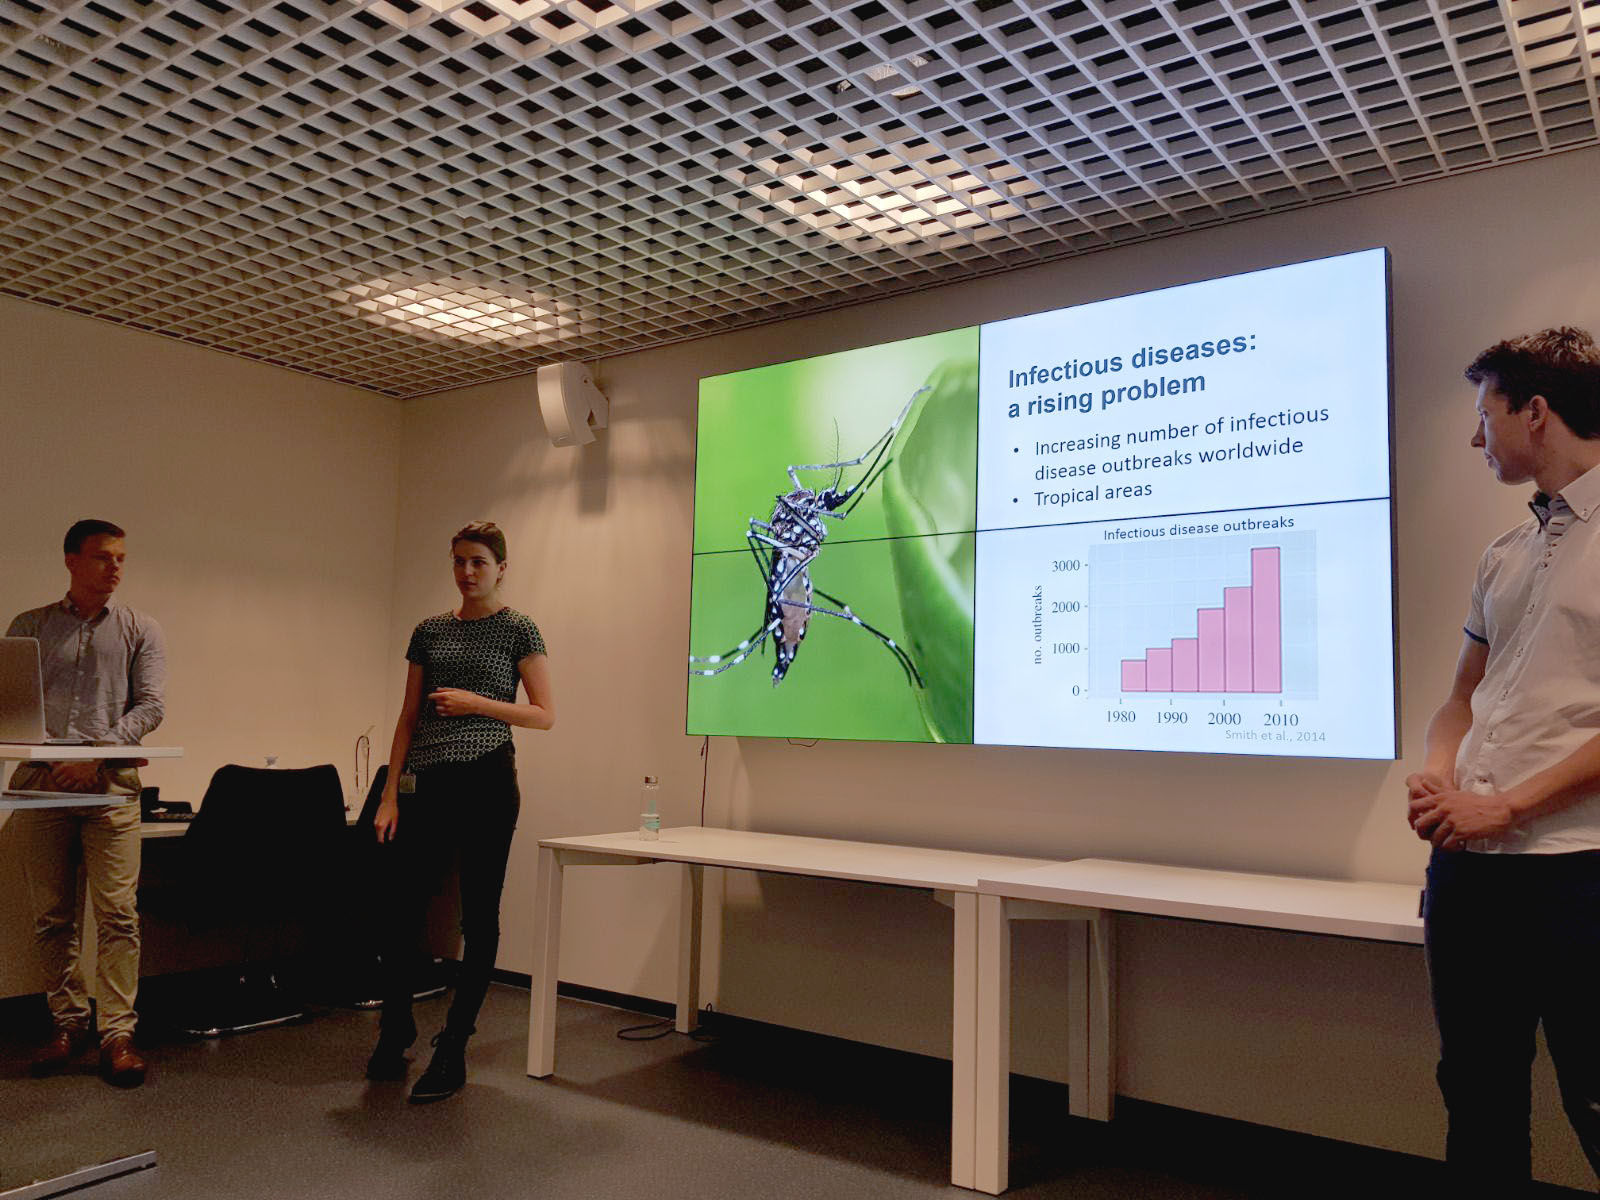 Infectious diseases:
a rising problem
• Increasing number of infectious
disease outbreaks worldwide
• Tropical areas
Infectious disease outbreaks
no. outbreaks
3000
2000
1000
0
1980 1990 2000 2010
Smith et al., 2014